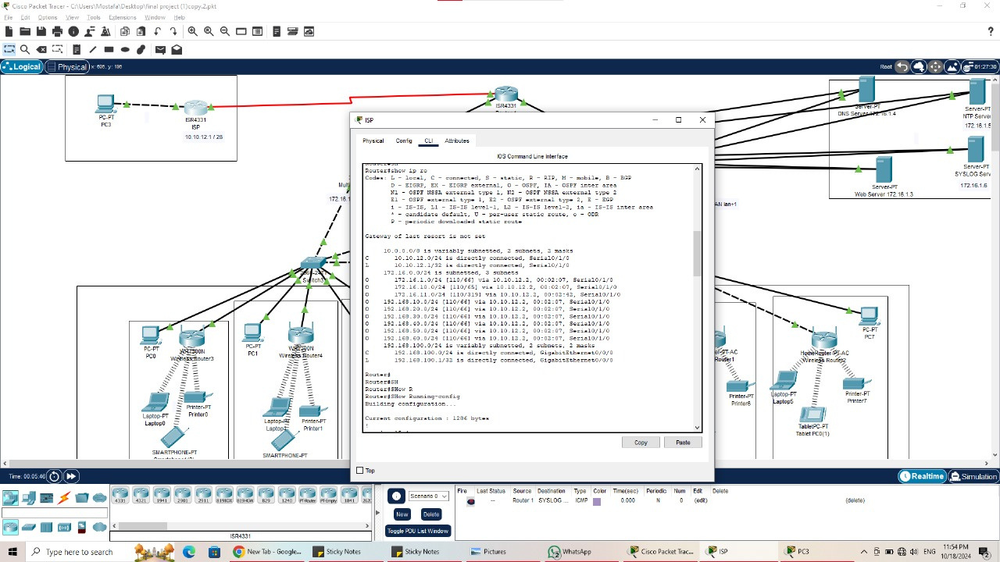 Cisco Packet Tracer - C:\Users\Mostafa\Desktop\final project (1)copy.2.pkt
File Edit Options View Tools Extensions Window Help
?
Logical Physical x: 695, y: 195
Root 01:27:30
PC-PT
PC3
ISR4331
ISP
10.10.12.1 / 28
ISR4331
Server-PT
DNS Server 172.16.1.4
Server-PT
NTP Serve
172.16.1.5
Server-PT
SYSLOG Server
172.16.1.6
Server-PT
Web Server 172.16.1.3
Mult
172.16.1
AN lan+1
ISP
Physical Config CLI Attributes
IOS Command Line Interface
Router#show ip ro
Codes: L - local, C - connected, S - static, R - RIP, M - mobile, B - BGP
D - EIGRP, EX - EIGRP external, O - OSPF, IA - OSPF inter area
N1 - OSPF NSSA external type 1, N2 - OSPF NSSA external type 2
E1 - OSPF external type 1, E2 - OSPF external type 2, E - EGP
i - IS-IS, L1 - IS-IS level-1, L2 - IS-IS level-2, ia - IS-IS inter area
* - candidate default, U - per-user static route, o - ODR
P - periodic downloaded static route
Gateway of last resort is not set
10.0.0.0/8 is variably subnetted, 2 subnets, 2 masks
C 10.10.12.0/24 is directly connected, Serial0/1/0
L 10.10.12.1/32 is directly connected, Serial0/1/0
172.16.0.0/24 is subnetted, 3 subnets
O 172.16.1.0/24 [110/66] via 10.10.12.2, 00:02:07, Serial0/1/0
O 172.16.10.0/24 [110/65] via 10.10.12.2, 00:02:07, Serial0/1/0
O 172.16.11.0/24 [110/319] via 10.10.12.2, 00:02:42, Serial0/1/0
O 192.168.10.0/24 [110/66] via 10.10.12.2, 00:02:07, Serial0/1/0
O 192.168.20.0/24 [110/66] via 10.10.12.2, 00:02:07, Serial0/1/0
O 192.168.30.0/24 [110/66] via 10.10.12.2, 00:02:07, Serial0/1/0
O 192.168.40.0/24 [110/66] via 10.10.12.2, 00:02:07, Serial0/1/0
O 192.168.50.0/24 [110/66] via 10.10.12.2, 00:02:07, Serial0/1/0
O 192.168.60.0/24 [110/66] via 10.10.12.2, 00:02:07, Serial0/1/0
192.168.100.0/24 is variably subnetted, 2 subnets, 2 masks
C 192.168.100.0/24 is directly connected, GigabitEthernet0/0/0
L 192.168.100.1/32 is directly connected, GigabitEthernet0/0/0
Router#
Router#SH
Router#SHow R
Router#SHow Running-config
Building configuration...
Current configuration : 1286 bytes
!
Copy Paste
Top
PC-PT
PC0
Wireless Router3
PC-PT
PC1
Wireless Router4
Laptop-PT
Laptop0
Printer-PT
Printer0
SMARTPHONE-PT
Laptop-PT
Printer-PT
Printer1
SMARTPHONE-PT
PC-PT
PC7
HomeRouter-PT-AC
Printer-PT
Printer6
Laptop-PT
Laptop5
Printer-PT
Printer7
TabletPC-PT
Tablet PC0(1)
Time: 00:05:46
Realtime Simulation
4331 4321 1941 2901 2911 819IOX 819HGW 829 1240 PT-Router PT-Empty 1841
ISR4331
Scenario 0
New Delete
Toggle PDU List Window
Fire Last Status Source Destination Type Color Time(sec) Periodic Num Edit Delete
--- Router 1 SYSLOG ... ICMP 0.000 N 0 (edit) (delete)
Type here to search
New Tab - Google...
Sticky Notes
Sticky Notes
Pictures
WhatsApp
Cisco Packet Trac...
ISP
PC3
ENG
11:54 PM
10/18/2024
2